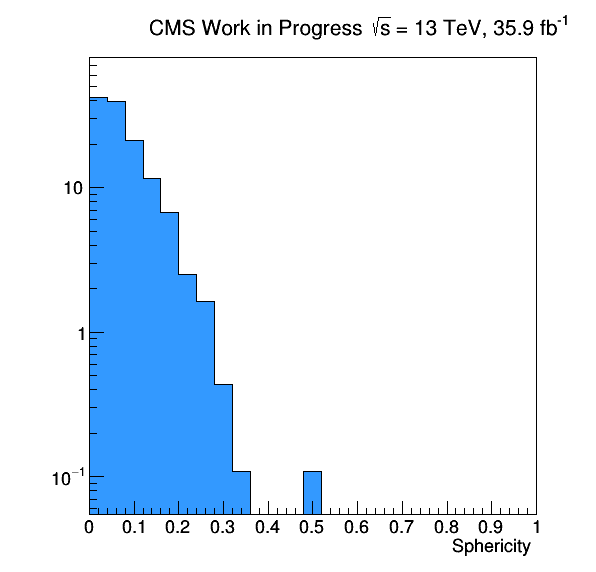 CMS Work in Progress √s = 13 TeV, 35.9 fb⁻¹
10
1
10⁻¹
0 0.1 0.2 0.3 0.4 0.5 0.6 0.7 0.8 0.9 1
Sphericity